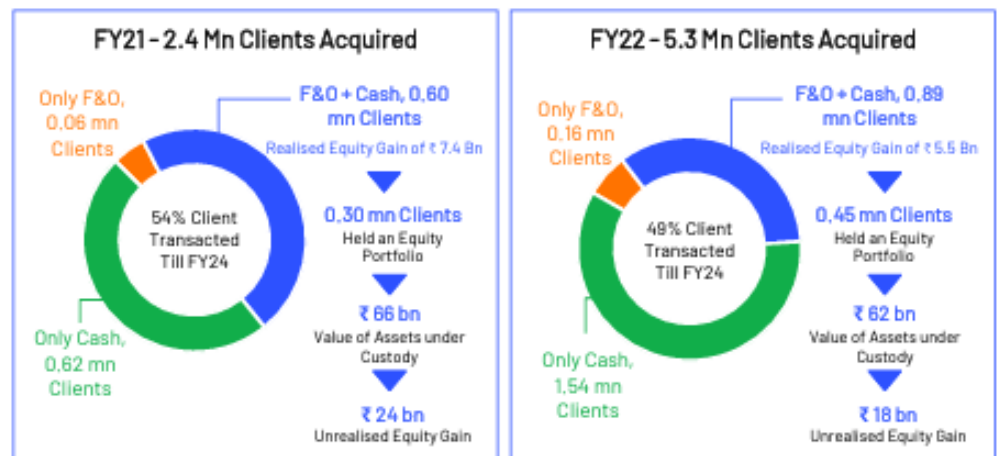 FY21 - 2.4 Mn Clients Acquired
Only F&O,
0.06 mn
Clients
F&O + Cash, 0.60
mn Clients
Realised Equity Gain of ₹ 7.4 Bn
54% Client
Transacted
Till FY24
0.30 mn Clients
Held an Equity
Portfolio
₹ 66 bn
Value of Assets under
Custody
₹ 24 bn
Unrealised Equity Gain
Only Cash,
0.62 mn
Clients
FY22 - 5.3 Mn Clients Acquired
Only F&O,
0.16 mn
Clients
F&O + Cash, 0.89
mn Clients
Realised Equity Gain of ₹ 5.5 Bn
49% Client
Transacted
Till FY24
0.45 mn Clients
Held an Equity
Portfolio
₹ 62 bn
Value of Assets under
Custody
₹ 18 bn
Unrealised Equity Gain
Only Cash,
1.54 mn
Clients